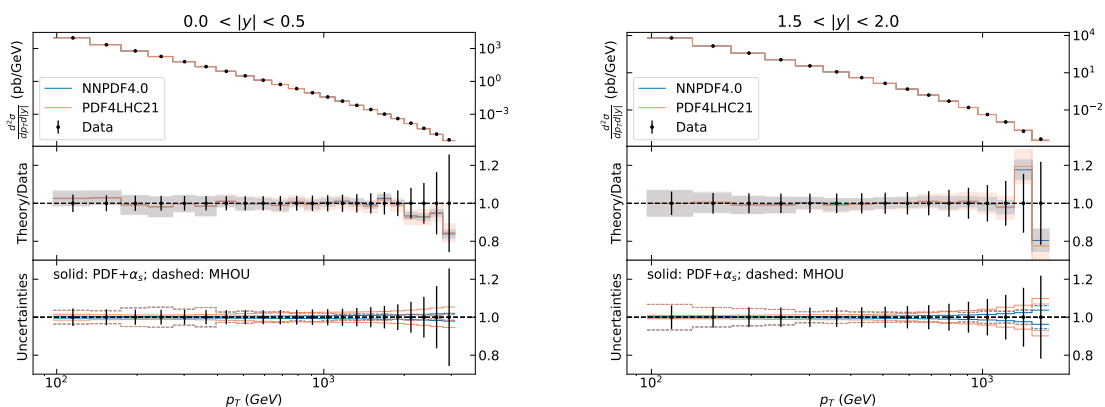 0.0 < |y| < 0.5
d²σ/dp_T d|y| (pb/GeV)
10³
10⁰
10⁻³
NNPDF4.0
PDF4LHC21
Data
Theory/Data
1.2
1.0
0.8
solid: PDF+α_s; dashed: MHOU
Uncertainties
1.2
1.0
0.8
10²
10³
p_T (GeV)
1.5 < |y| < 2.0
d²σ/dp_T d|y| (pb/GeV)
10⁴
10¹
10⁻²
NNPDF4.0
PDF4LHC21
Data
Theory/Data
1.2
1.0
0.8
solid: PDF+α_s; dashed: MHOU
Uncertainties
1.2
1.0
0.8
10²
10³
p_T (GeV)